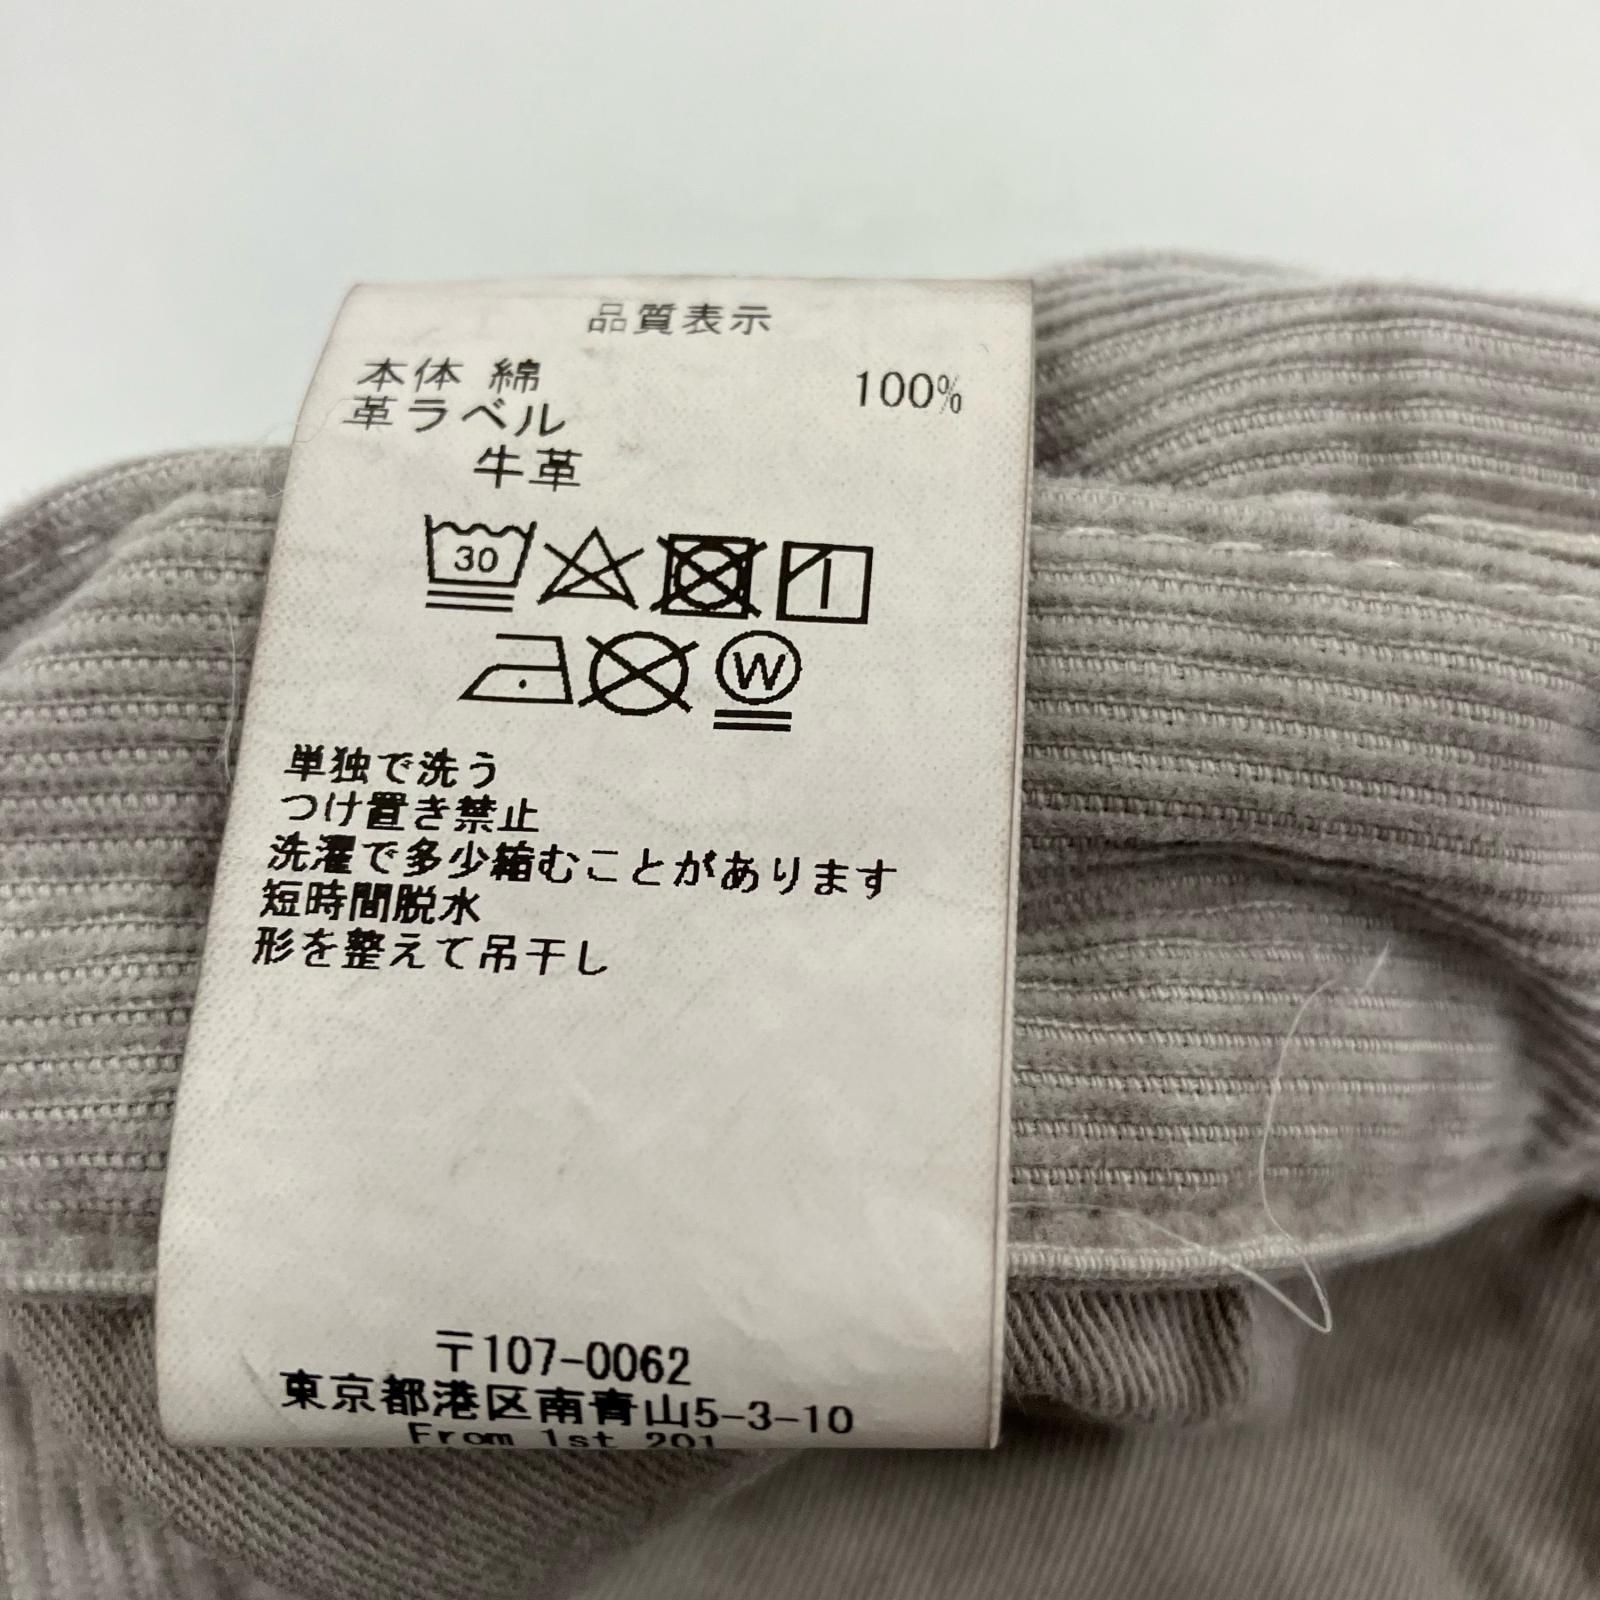 品質表示
本体 綿 100%
革ラベル
牛革
30
W
単独で洗う
つけ置き禁止
洗濯で多少縮むことがあります
短時間脱水
形を整えて吊干し
〒107-0062
東京都港区南青山5-3-10
From 1st 201